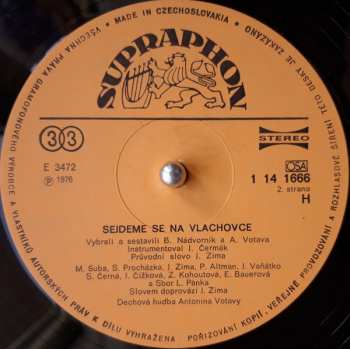 MADE IN CZECHOSLOVAKIA
VŠECHNA PRÁVA GRAMOFONOVÉHO VÝROBCE A VLASTNÍKŮ AUTORSKÝCH PRÁV K DÍLU VYHRAŽENA
POŘIZOVÁNÍ KOPIÍ, VEŘEJNÉ PROVOZOVÁNÍ A ROZHLASOVÉ ŠÍŘENÍ TÉTO DESKY JE ZAKÁZÁNO
SUPRAPHON
33
STEREO
E 3472
℗ 1976
OSA
1 14 1666
2. strana
H
SEJDEME SE NA VLACHOVCE
Vybrali a sestavili B. Nádvorník a A. Votava
Instrumentoval I. Čermák
Průvodní slovo I. Zima
M. Šuba, S. Procházka, I. Zima, P. Altman, I. Voňátko
S. Černá, I. Čížková, Z. Kohoutová, E. Bauerová
a Sbor L. Pánka
Slovem doprovází I. Zima
Dechová hudba Antonína Votavy